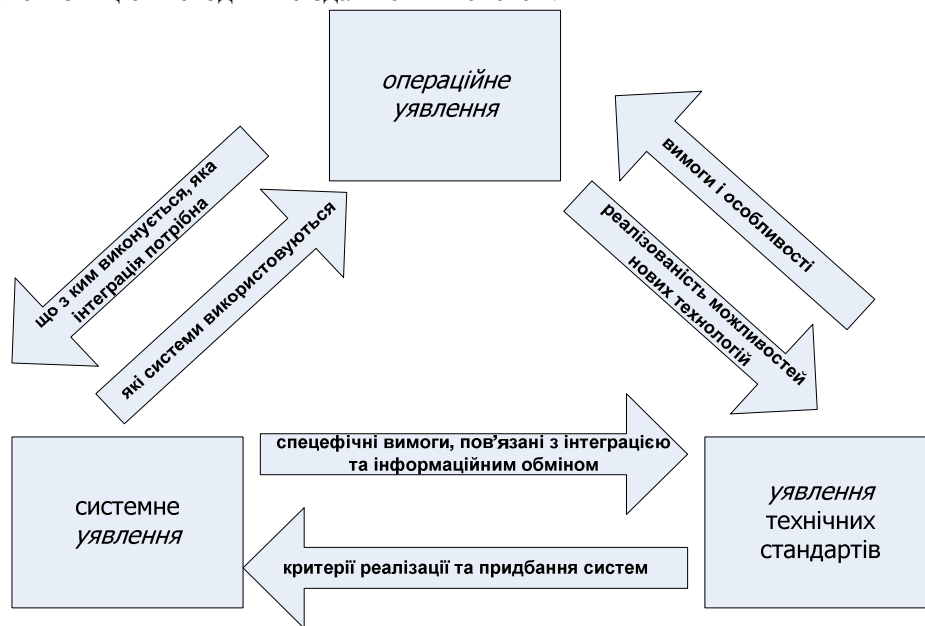 операційне
уявлення
що з ким виконується, яка
інтеграція потрібна
які системи використовуються
вимоги і особливості
реалізованість можливостей
нових технологій
спецефічні вимоги, пов'язані з інтеграцією
та інформаційним обміном
системне
уявлення
уявлення
технічних
стандартів
критерії реалізації та придбання систем